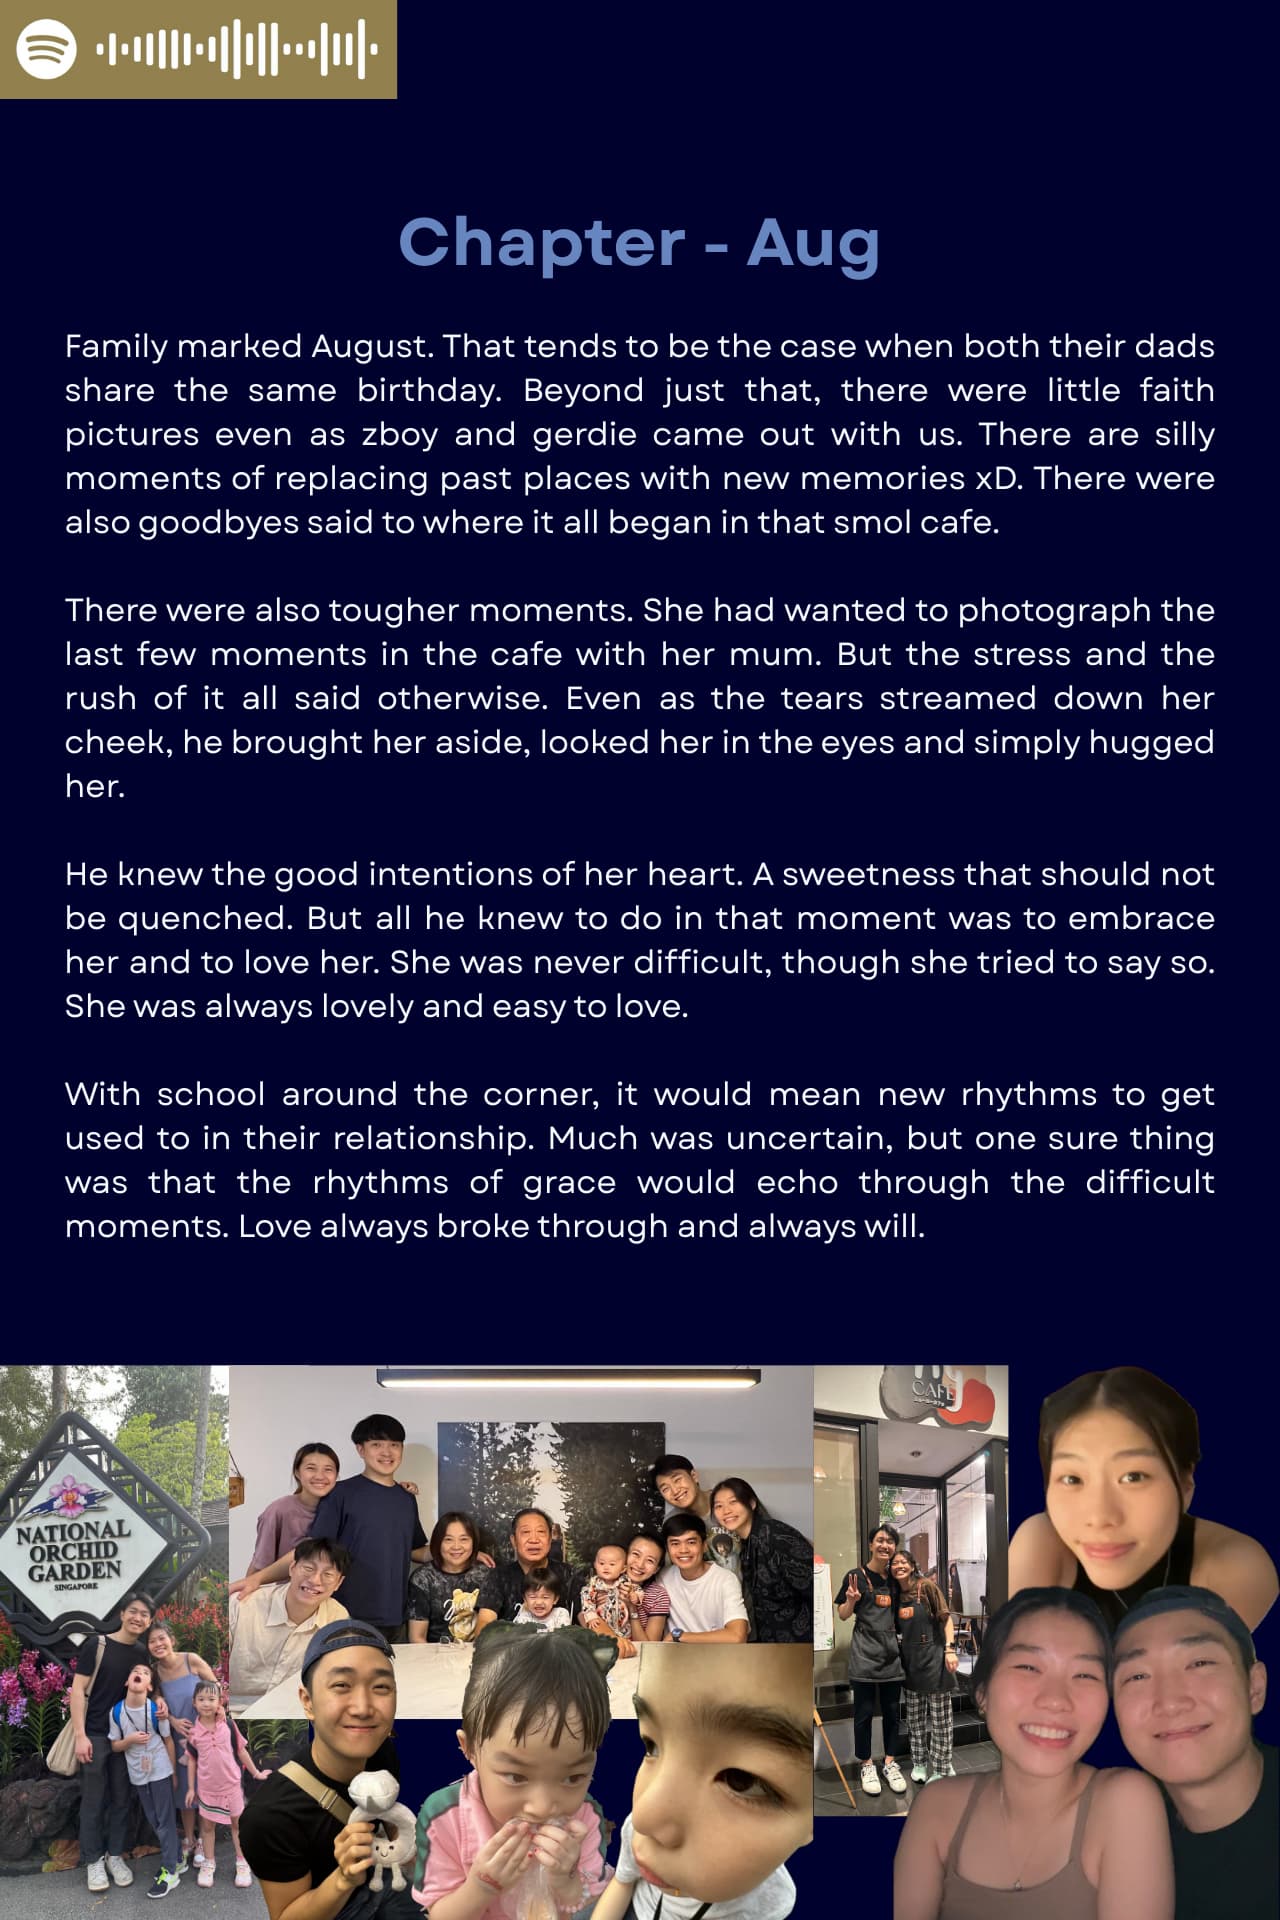 Chapter - Aug
Family marked August. That tends to be the case when both their dads
share the same birthday. Beyond just that, there were little faith
pictures even as zboy and gerdie came out with us. There are silly
moments of replacing past places with new memories xD. There were
also goodbyes said to where it all began in that smol cafe.
There were also tougher moments. She had wanted to photograph the
last few moments in the cafe with her mum. But the stress and the
rush of it all said otherwise. Even as the tears streamed down her
cheek, he brought her aside, looked her in the eyes and simply hugged
her.
He knew the good intentions of her heart. A sweetness that should not
be quenched. But all he knew to do in that moment was to embrace
her and to love her. She was never difficult, though she tried to say so.
She was always lovely and easy to love.
With school around the corner, it would mean new rhythms to get
used to in their relationship. Much was uncertain, but one sure thing
was that the rhythms of grace would echo through the difficult
moments. Love always broke through and always will.
NATIONAL
ORCHID
GARDEN
SINGAPORE
CAFE